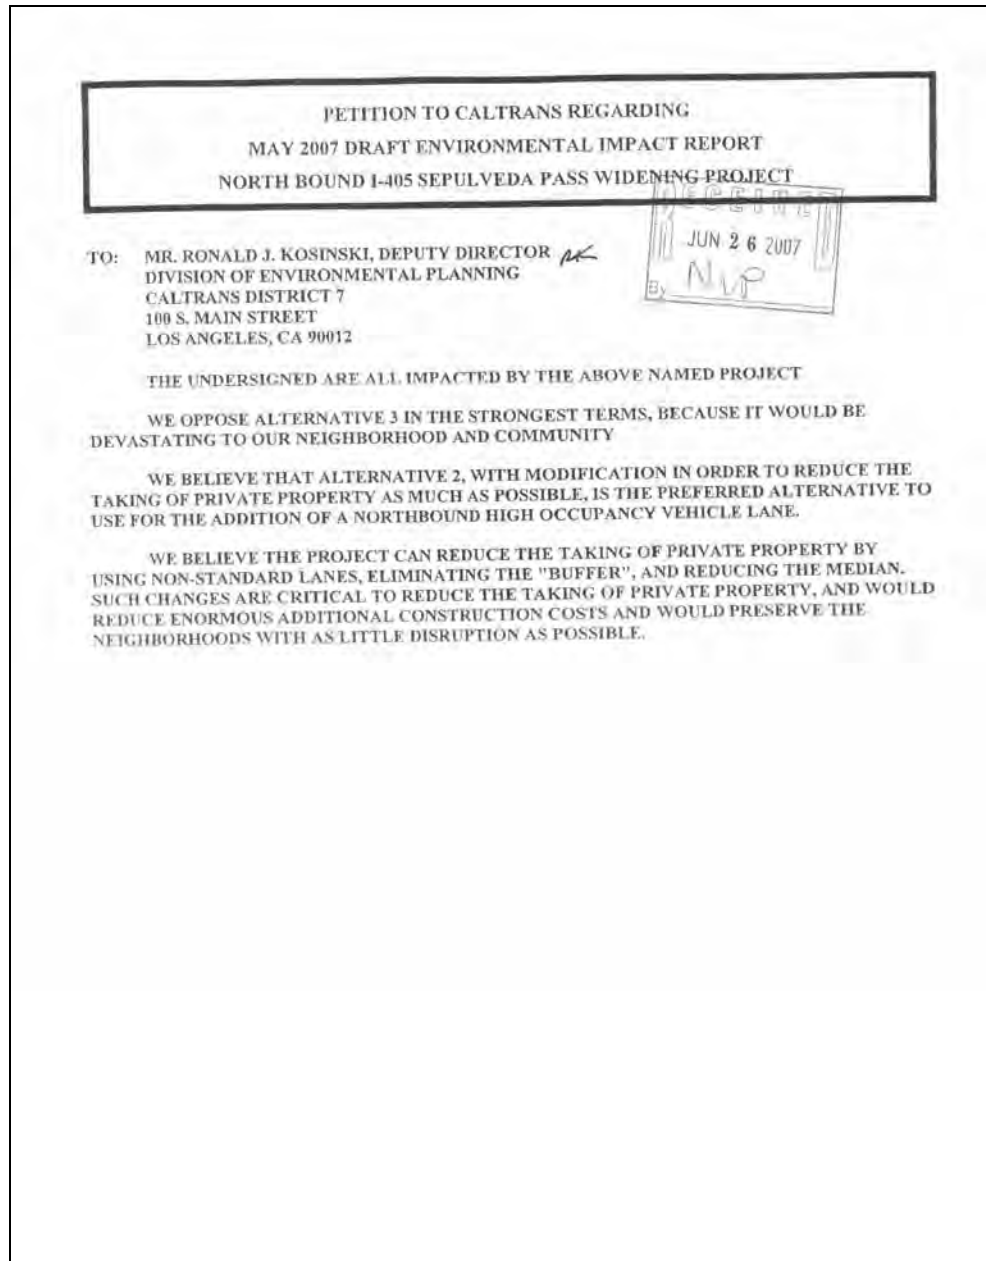 PETITION TO CALTRANS REGARDING
MAY 2007 DRAFT ENVIRONMENTAL IMPACT REPORT
NORTH BOUND I-405 SEPULVEDA PASS WIDENING PROJECT
RECEIVED
JUN 26 2007
By
TO: MR. RONALD J. KOSINSKI, DEPUTY DIRECTOR
DIVISION OF ENVIRONMENTAL PLANNING
CALTRANS DISTRICT 7
100 S. MAIN STREET
LOS ANGELES, CA 90012
THE UNDERSIGNED ARE ALL IMPACTED BY THE ABOVE NAMED PROJECT
WE OPPOSE ALTERNATIVE 3 IN THE STRONGEST TERMS, BECAUSE IT WOULD BE
DEVASTATING TO OUR NEIGHBORHOOD AND COMMUNITY
WE BELIEVE THAT ALTERNATIVE 2, WITH MODIFICATION IN ORDER TO REDUCE THE
TAKING OF PRIVATE PROPERTY AS MUCH AS POSSIBLE, IS THE PREFERRED ALTERNATIVE TO
USE FOR THE ADDITION OF A NORTHBOUND HIGH OCCUPANCY VEHICLE LANE.
WE BELIEVE THE PROJECT CAN REDUCE THE TAKING OF PRIVATE PROPERTY BY
USING NON-STANDARD LANES, ELIMINATING THE "BUFFER", AND REDUCING THE MEDIAN.
SUCH CHANGES ARE CRITICAL TO REDUCE THE TAKING OF PRIVATE PROPERTY, AND WOULD
REDUCE ENORMOUS ADDITIONAL CONSTRUCTION COSTS AND WOULD PRESERVE THE
NEIGHBORHOODS WITH AS LITTLE DISRUPTION AS POSSIBLE.